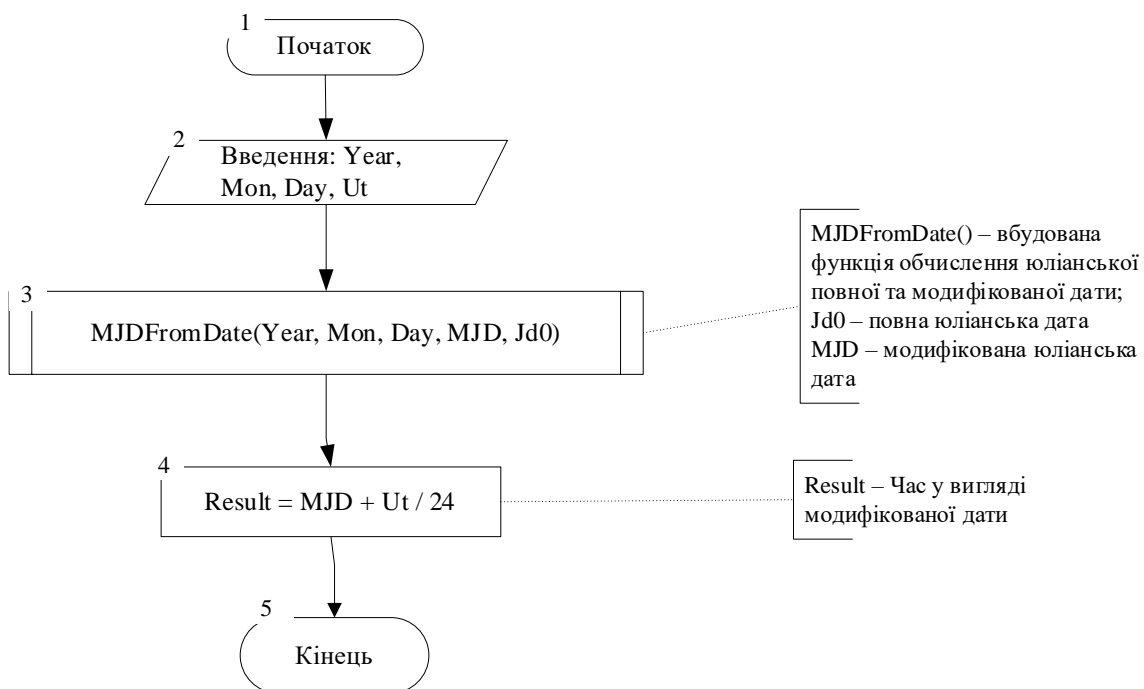 1
Початок
2
Введення: Year,
Mon, Day, Ut
3
MJDFromDate(Year, Mon, Day, MJD, Jd0)
MJDFromDate() – вбудована
функція обчислення юліанської
повної та модифікованої дати;
Jd0 – повна юліанська дата
MJD – модифікована юліанська
дата
4
Result = MJD + Ut / 24
Result – Час у вигляді
модифікованої дати
5
Кінець